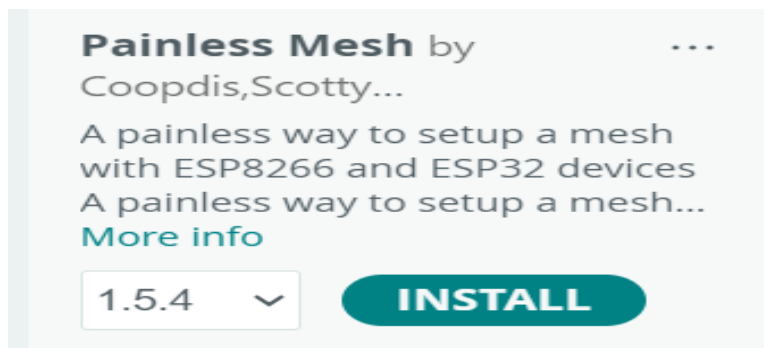 Painless Mesh by
Coopdis,Scotty...
A painless way to setup a mesh
with ESP8266 and ESP32 devices
A painless way to setup a mesh...
More info
1.5.4
INSTALL